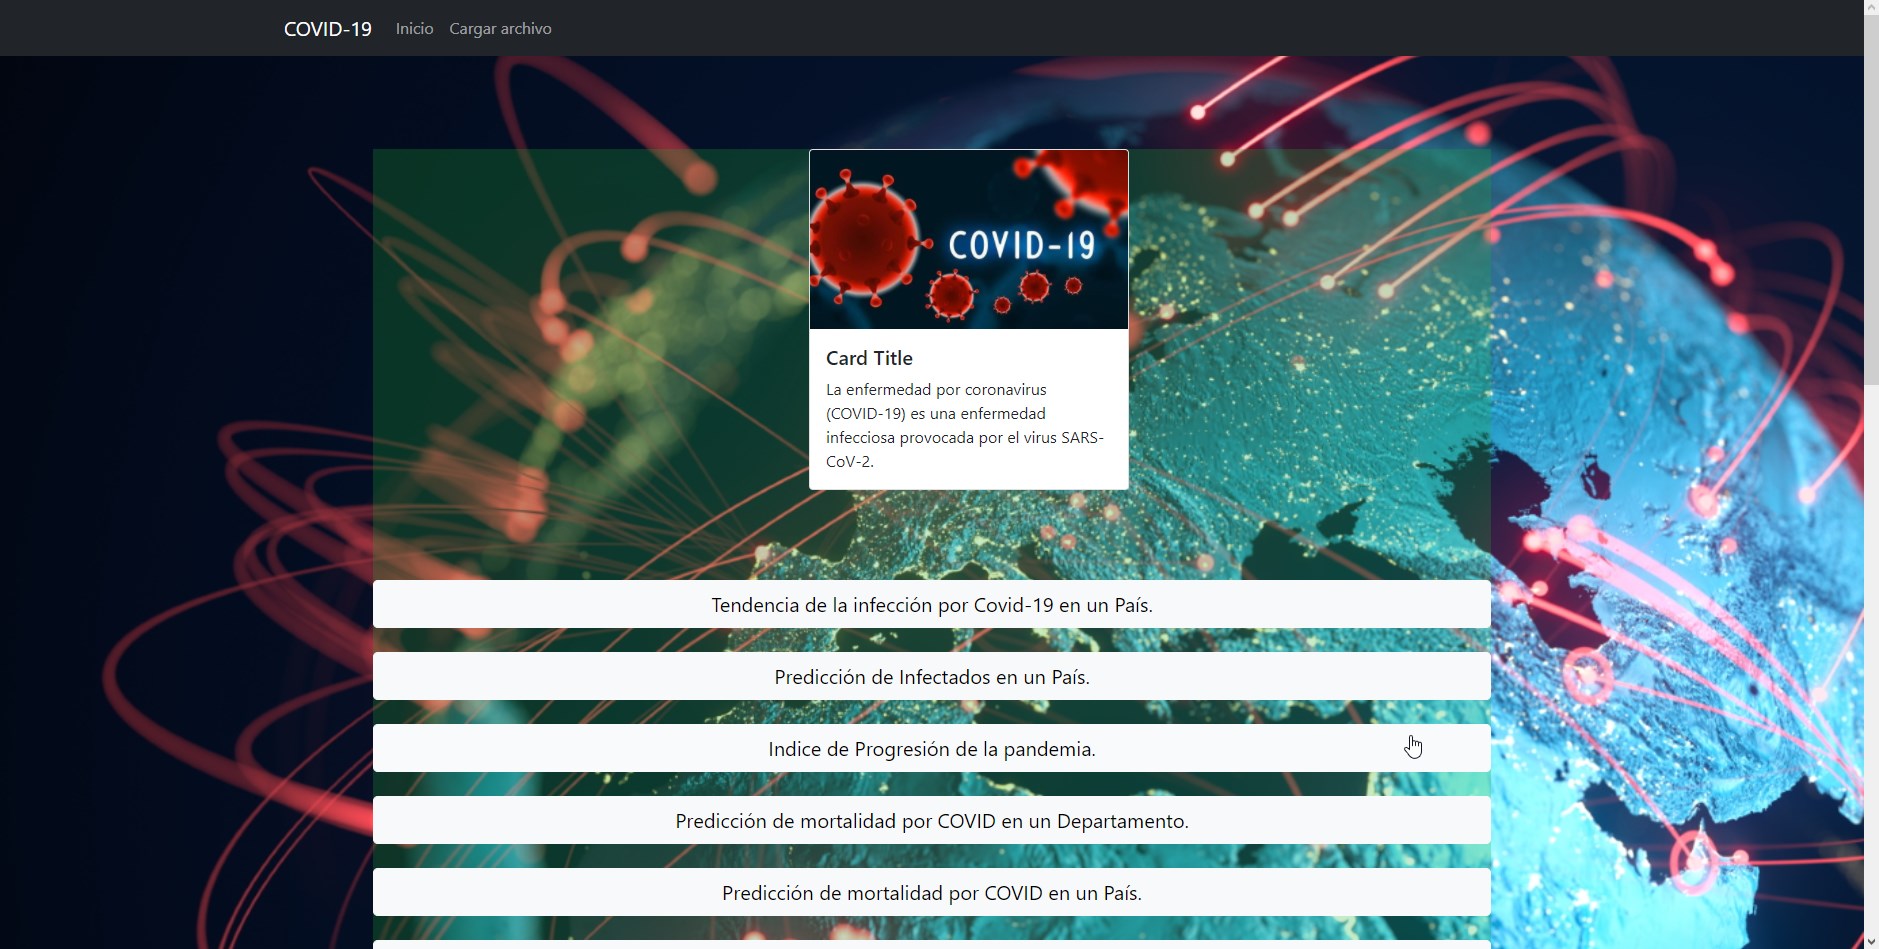 COVID-19 Inicio Cargar archivo
COVID-19
Card Title
La enfermedad por coronavirus
(COVID-19) es una enfermedad
infecciosa provocada por el virus SARS-
CoV-2.
Tendencia de la infección por Covid-19 en un País.
Predicción de Infectados en un País.
Indice de Progresión de la pandemia.
Predicción de mortalidad por COVID en un Departamento.
Predicción de mortalidad por COVID en un País.